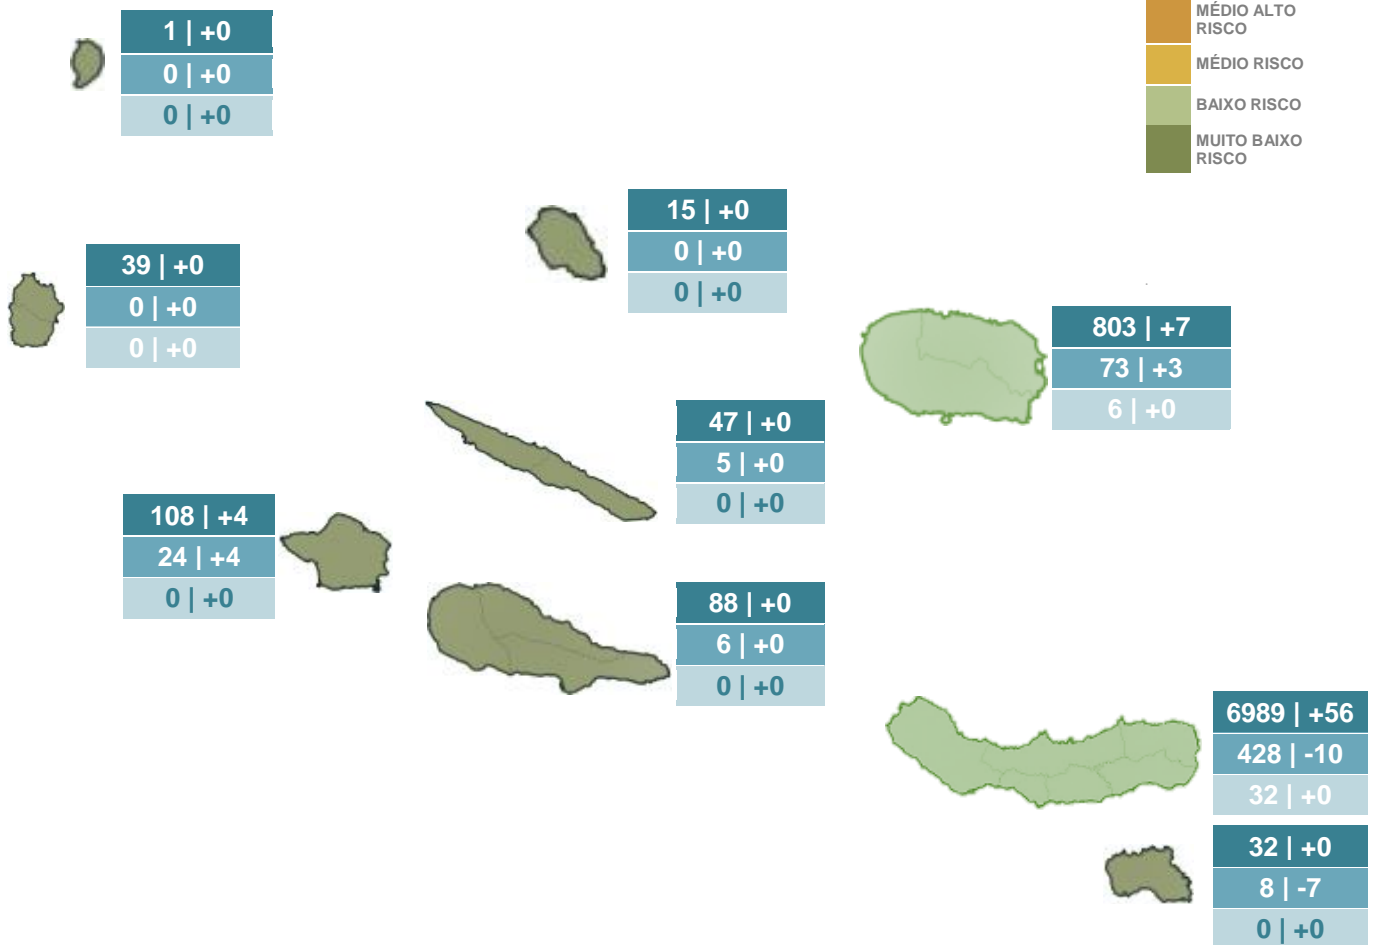 1 | +0
0 | +0
0 | +0
MÉDIO ALTO
RISCO
MÉDIO RISCO
BAIXO RISCO
MUITO BAIXO
RISCO
15 | +0
0 | +0
0 | +0
39 | +0
0 | +0
0 | +0
803 | +7
73 | +3
6 | +0
47 | +0
5 | +0
0 | +0
108 | +4
24 | +4
0 | +0
88 | +0
6 | +0
0 | +0
6989 | +56
428 | -10
32 | +0
32 | +0
8 | -7
0 | +0